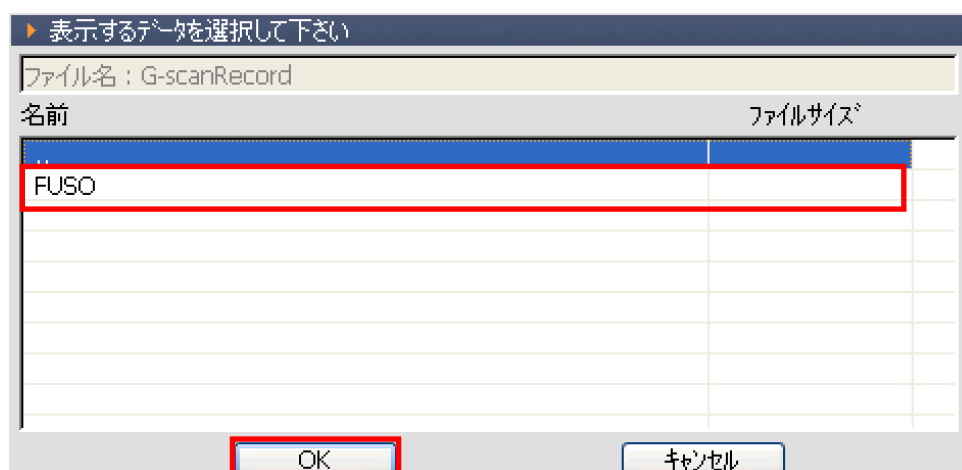 表示するﾃﾞｰﾀを選択して下さい
ﾌｧｲﾙ名：G-scanRecord
名前 ﾌｧｲﾙｻｲｽﾞ
..
FUSO
OK ｷｬﾝｾﾙ